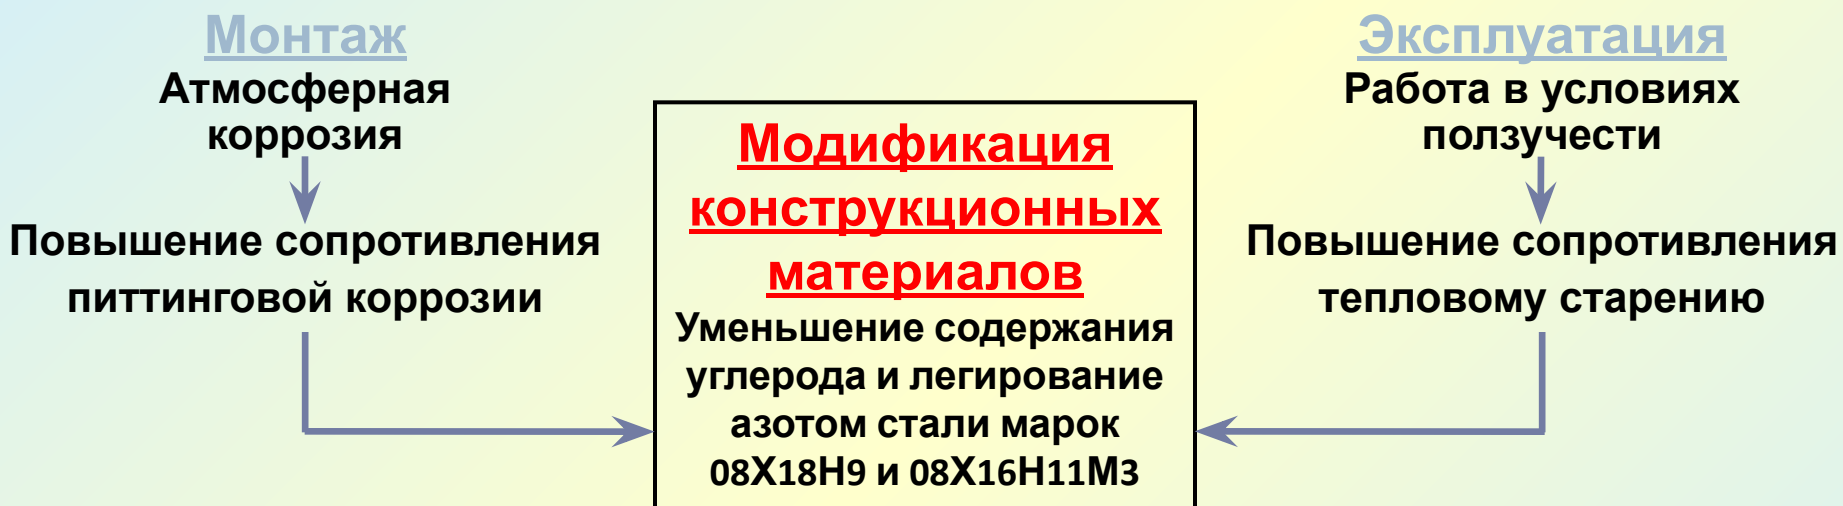 Монтаж
Атмосферная
коррозия
Повышение сопротивления
питтинговой коррозии
Модификация
конструкционных
материалов
Уменьшение содержания
углерода и легирование
азотом стали марок
08Х18Н9 и 08Х16Н11М3
Эксплуатация
Работа в условиях
ползучести
Повышение сопротивления
тепловому старению